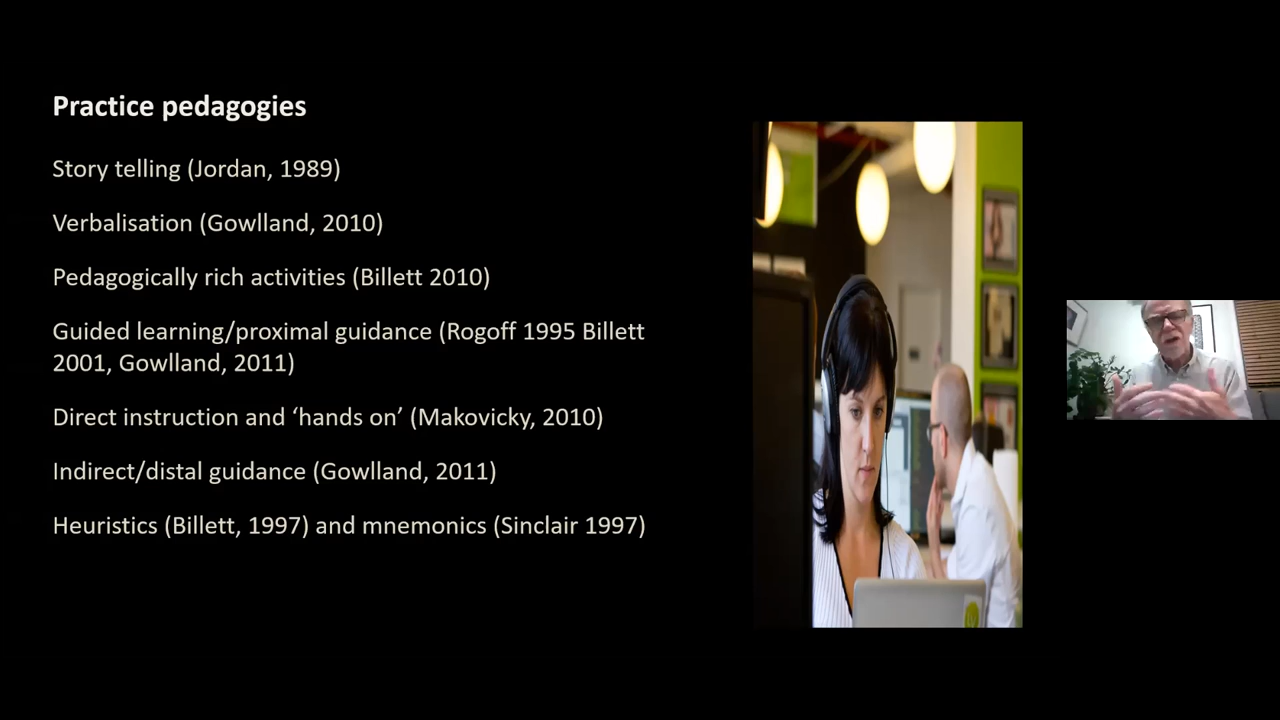 Practice pedagogies
Story telling (Jordan, 1989)
Verbalisation (Gowlland, 2010)
Pedagogically rich activities (Billett 2010)
Guided learning/proximal guidance (Rogoff 1995 Billett
2001, Gowlland, 2011)
Direct instruction and ‘hands on’ (Makovicky, 2010)
Indirect/distal guidance (Gowlland, 2011)
Heuristics (Billett, 1997) and mnemonics (Sinclair 1997)